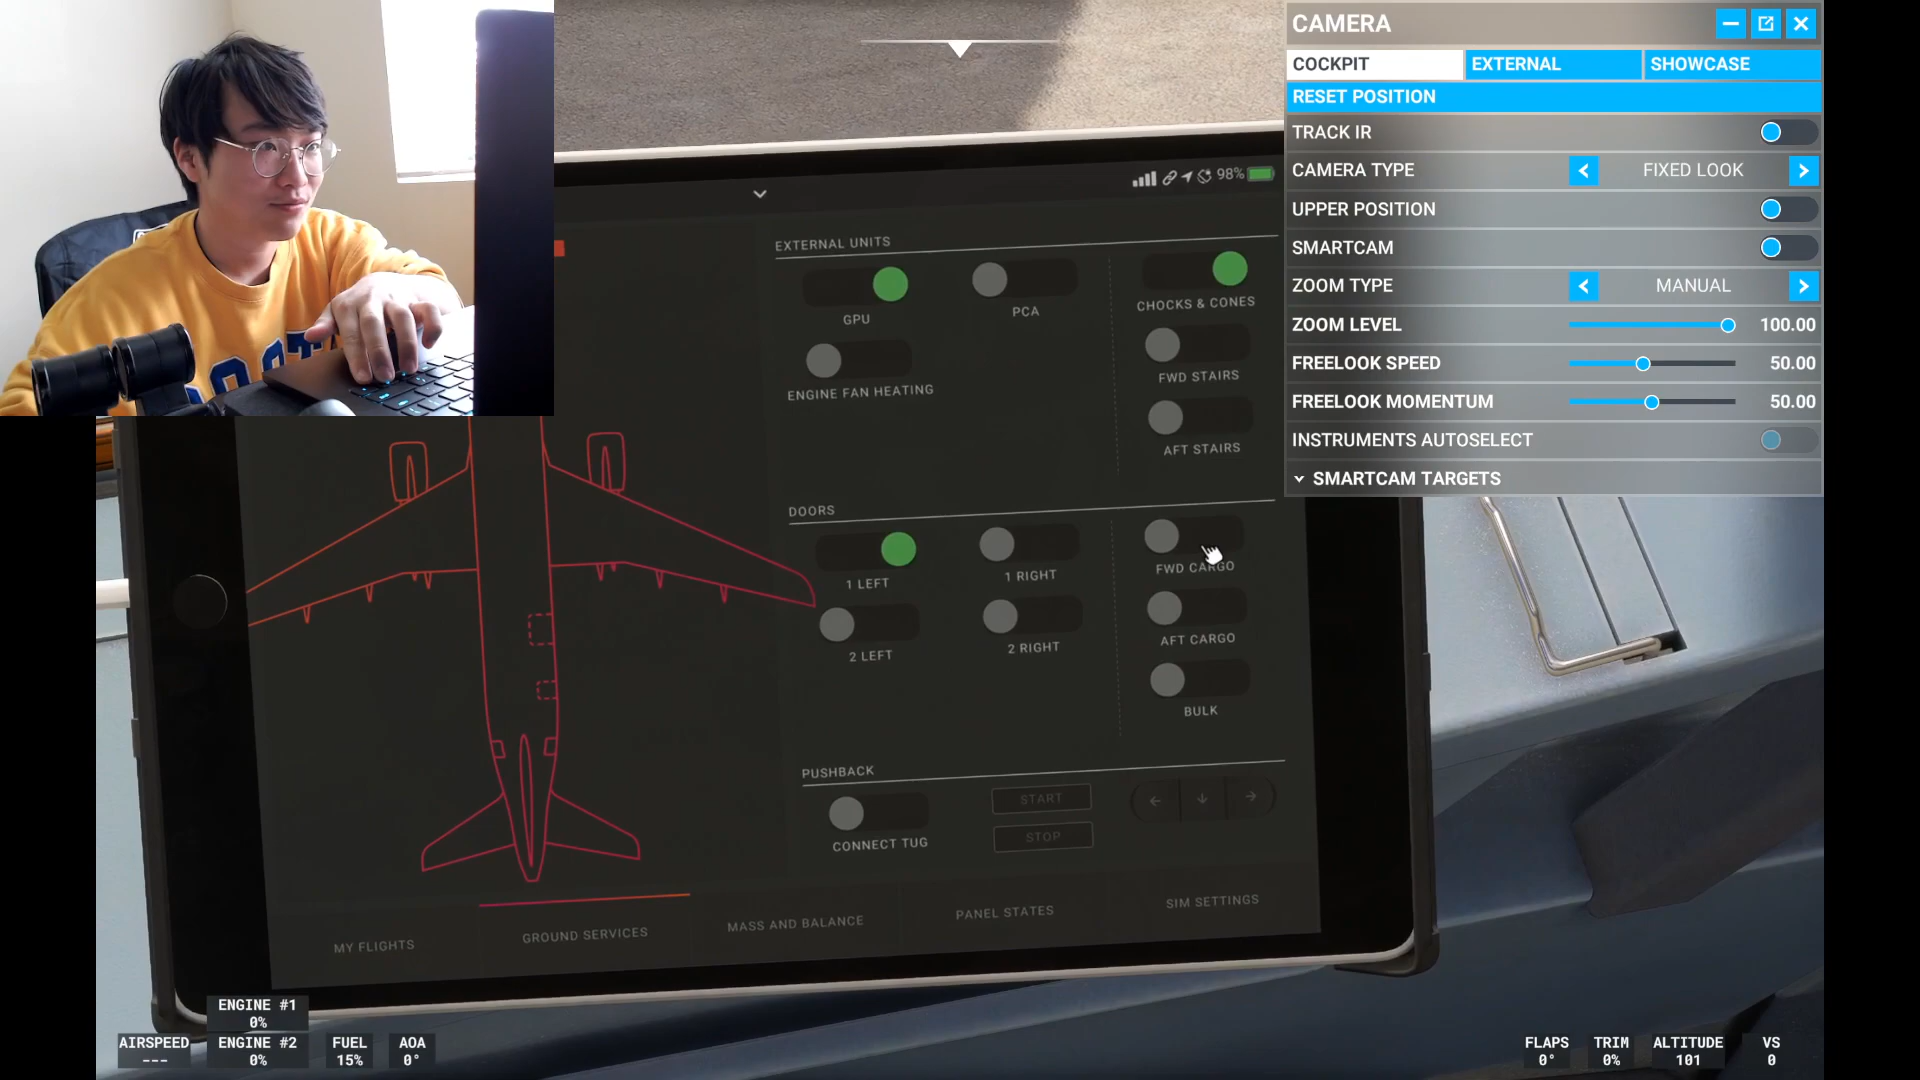 CAMERA
COCKPIT
EXTERNAL
SHOWCASE
RESET POSITION
TRACK IR
CAMERA TYPE
FIXED LOOK
UPPER POSITION
SMARTCAM
ZOOM TYPE
MANUAL
ZOOM LEVEL
100.00
FREELOOK SPEED
50.00
FREELOOK MOMENTUM
50.00
INSTRUMENTS AUTOSELECT
SMARTCAM TARGETS
98%
EXTERNAL UNITS
GPU
PCA
CHOCKS & CONES
ENGINE FAN HEATING
FWD STAIRS
AFT STAIRS
DOORS
1 LEFT
1 RIGHT
FWD CARGO
2 LEFT
2 RIGHT
AFT CARGO
BULK
PUSHBACK
CONNECT TUG
START
STOP
MY FLIGHTS
GROUND SERVICES
MASS AND BALANCE
PANEL STATES
SIM SETTINGS
ENGINE #1
0%
AIRSPEED
---
ENGINE #2
0%
FUEL
15%
AOA
0°
FLAPS
0°
TRIM
0%
ALTITUDE
101
VS
0